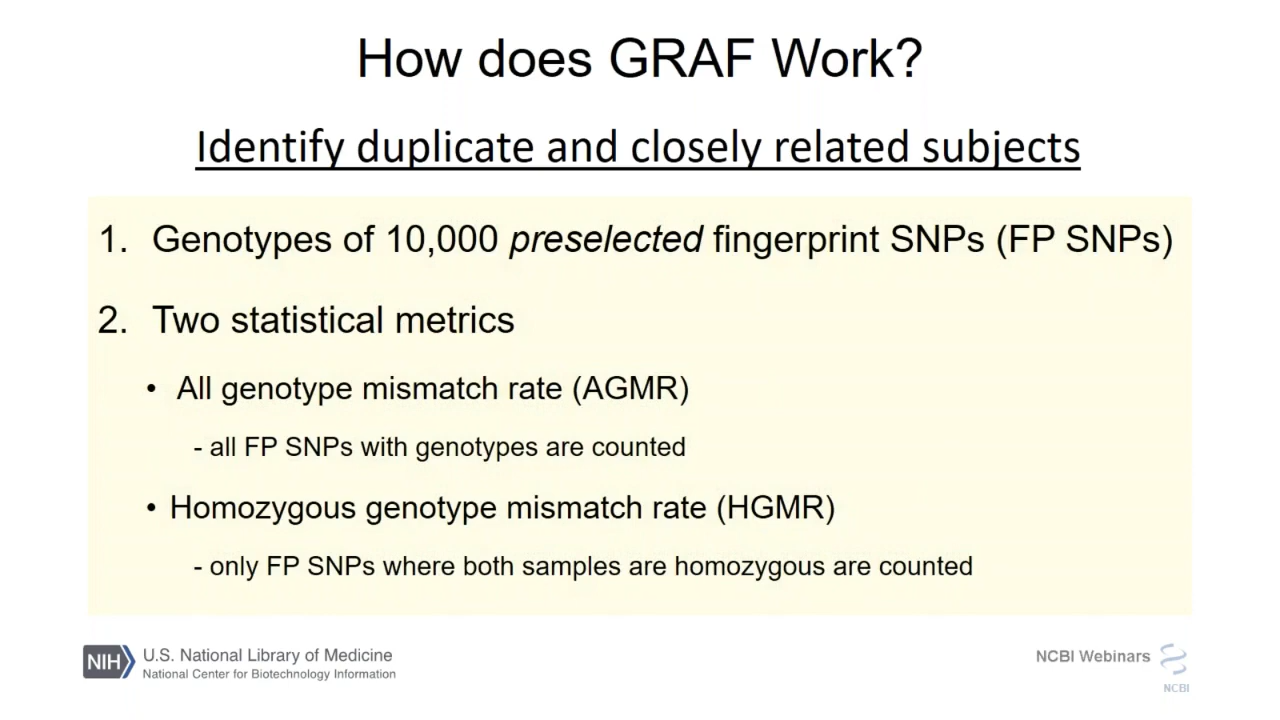 How does GRAF Work?
Identify duplicate and closely related subjects
1. Genotypes of 10,000 preselected fingerprint SNPs (FP SNPs)
2. Two statistical metrics
• All genotype mismatch rate (AGMR)
- all FP SNPs with genotypes are counted
• Homozygous genotype mismatch rate (HGMR)
- only FP SNPs where both samples are homozygous are counted
NIH
U.S. National Library of Medicine
National Center for Biotechnology Information
NCBI Webinars
NCBI